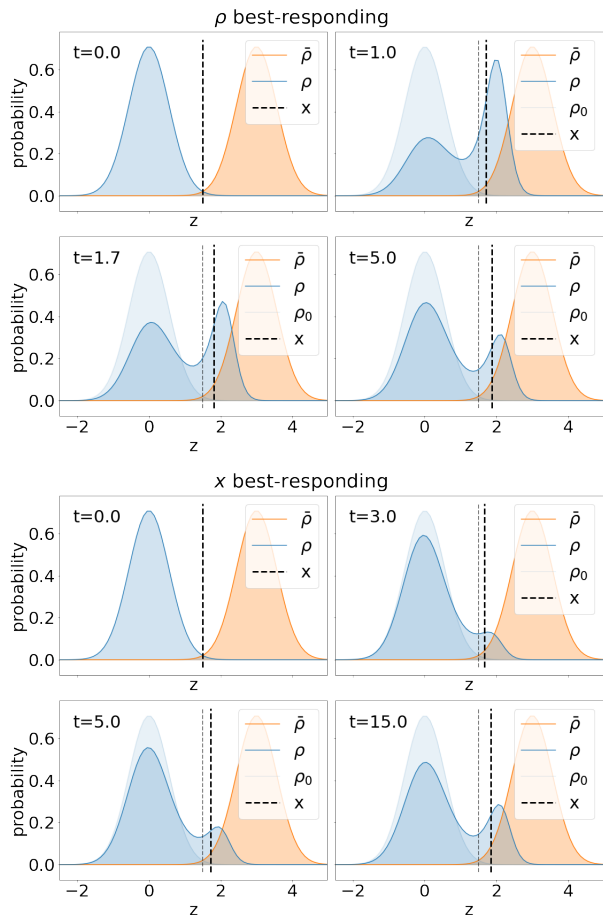 ρ best-responding
t=0.0
ρ̄
ρ
x
probability
0.0
0.2
0.4
0.6
z
t=1.0
ρ̄
ρ
ρ₀
x
z
t=1.7
ρ̄
ρ
ρ₀
x
probability
0.0
0.2
0.4
0.6
−2 0 2 4
z
t=5.0
ρ̄
ρ
ρ₀
x
−2 0 2 4
z
x best-responding
t=0.0
ρ̄
ρ
x
probability
0.0
0.2
0.4
0.6
z
t=3.0
ρ̄
ρ
ρ₀
x
z
t=5.0
ρ̄
ρ
ρ₀
x
probability
0.0
0.2
0.4
0.6
−2 0 2 4
z
t=15.0
ρ̄
ρ
ρ₀
x
−2 0 2 4
z